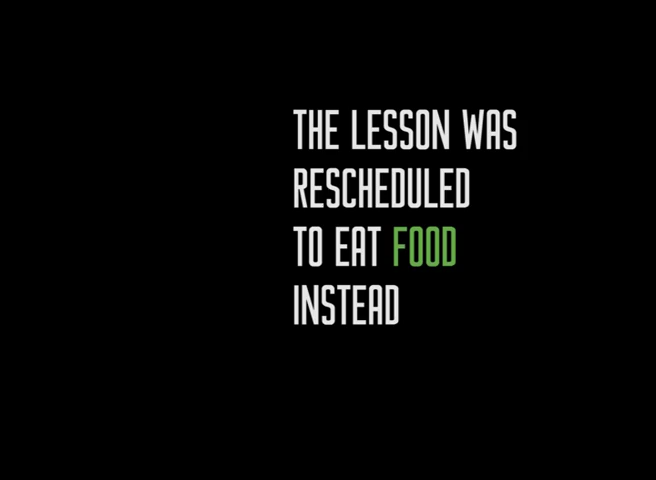 THE LESSON WAS
RESCHEDULED
TO EAT FOOD
INSTEAD